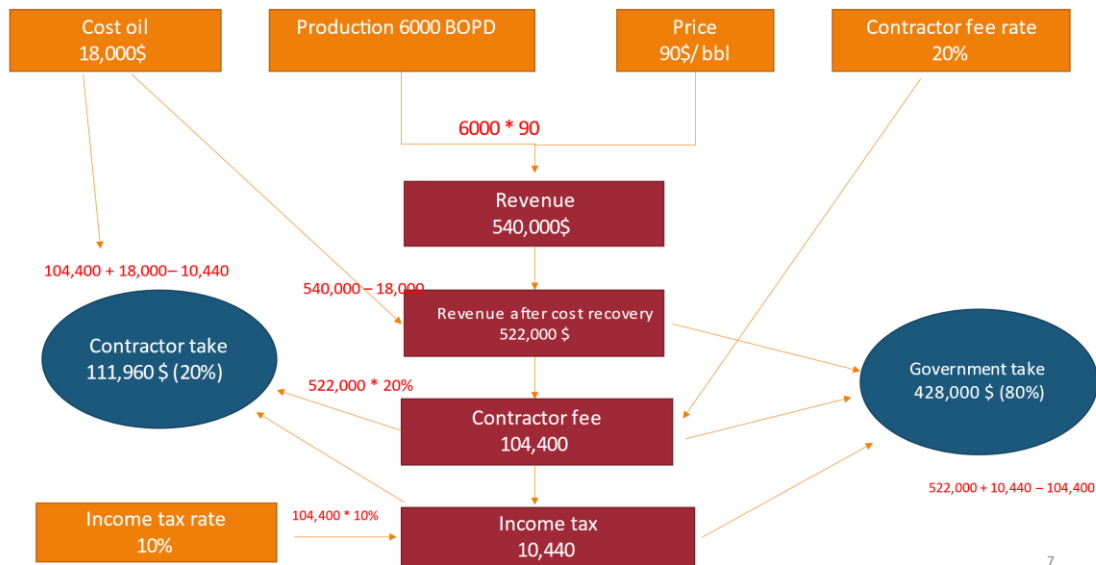 Cost oil
18,000$
Production 6000 BOPD
Price
90$/ bbl
Contractor fee rate
20%
6000 * 90
Revenue
540,000$
104,400 + 18,000– 10,440
540,000 – 18,000
Revenue after cost recovery
522,000 $
Contractor take
111,960 $ (20%)
Government take
428,000 $ (80%)
522,000 * 20%
Contractor fee
104,400
522,000 + 10,440 – 104,400
Income tax rate
10%
104,400 * 10%
Income tax
10,440
7